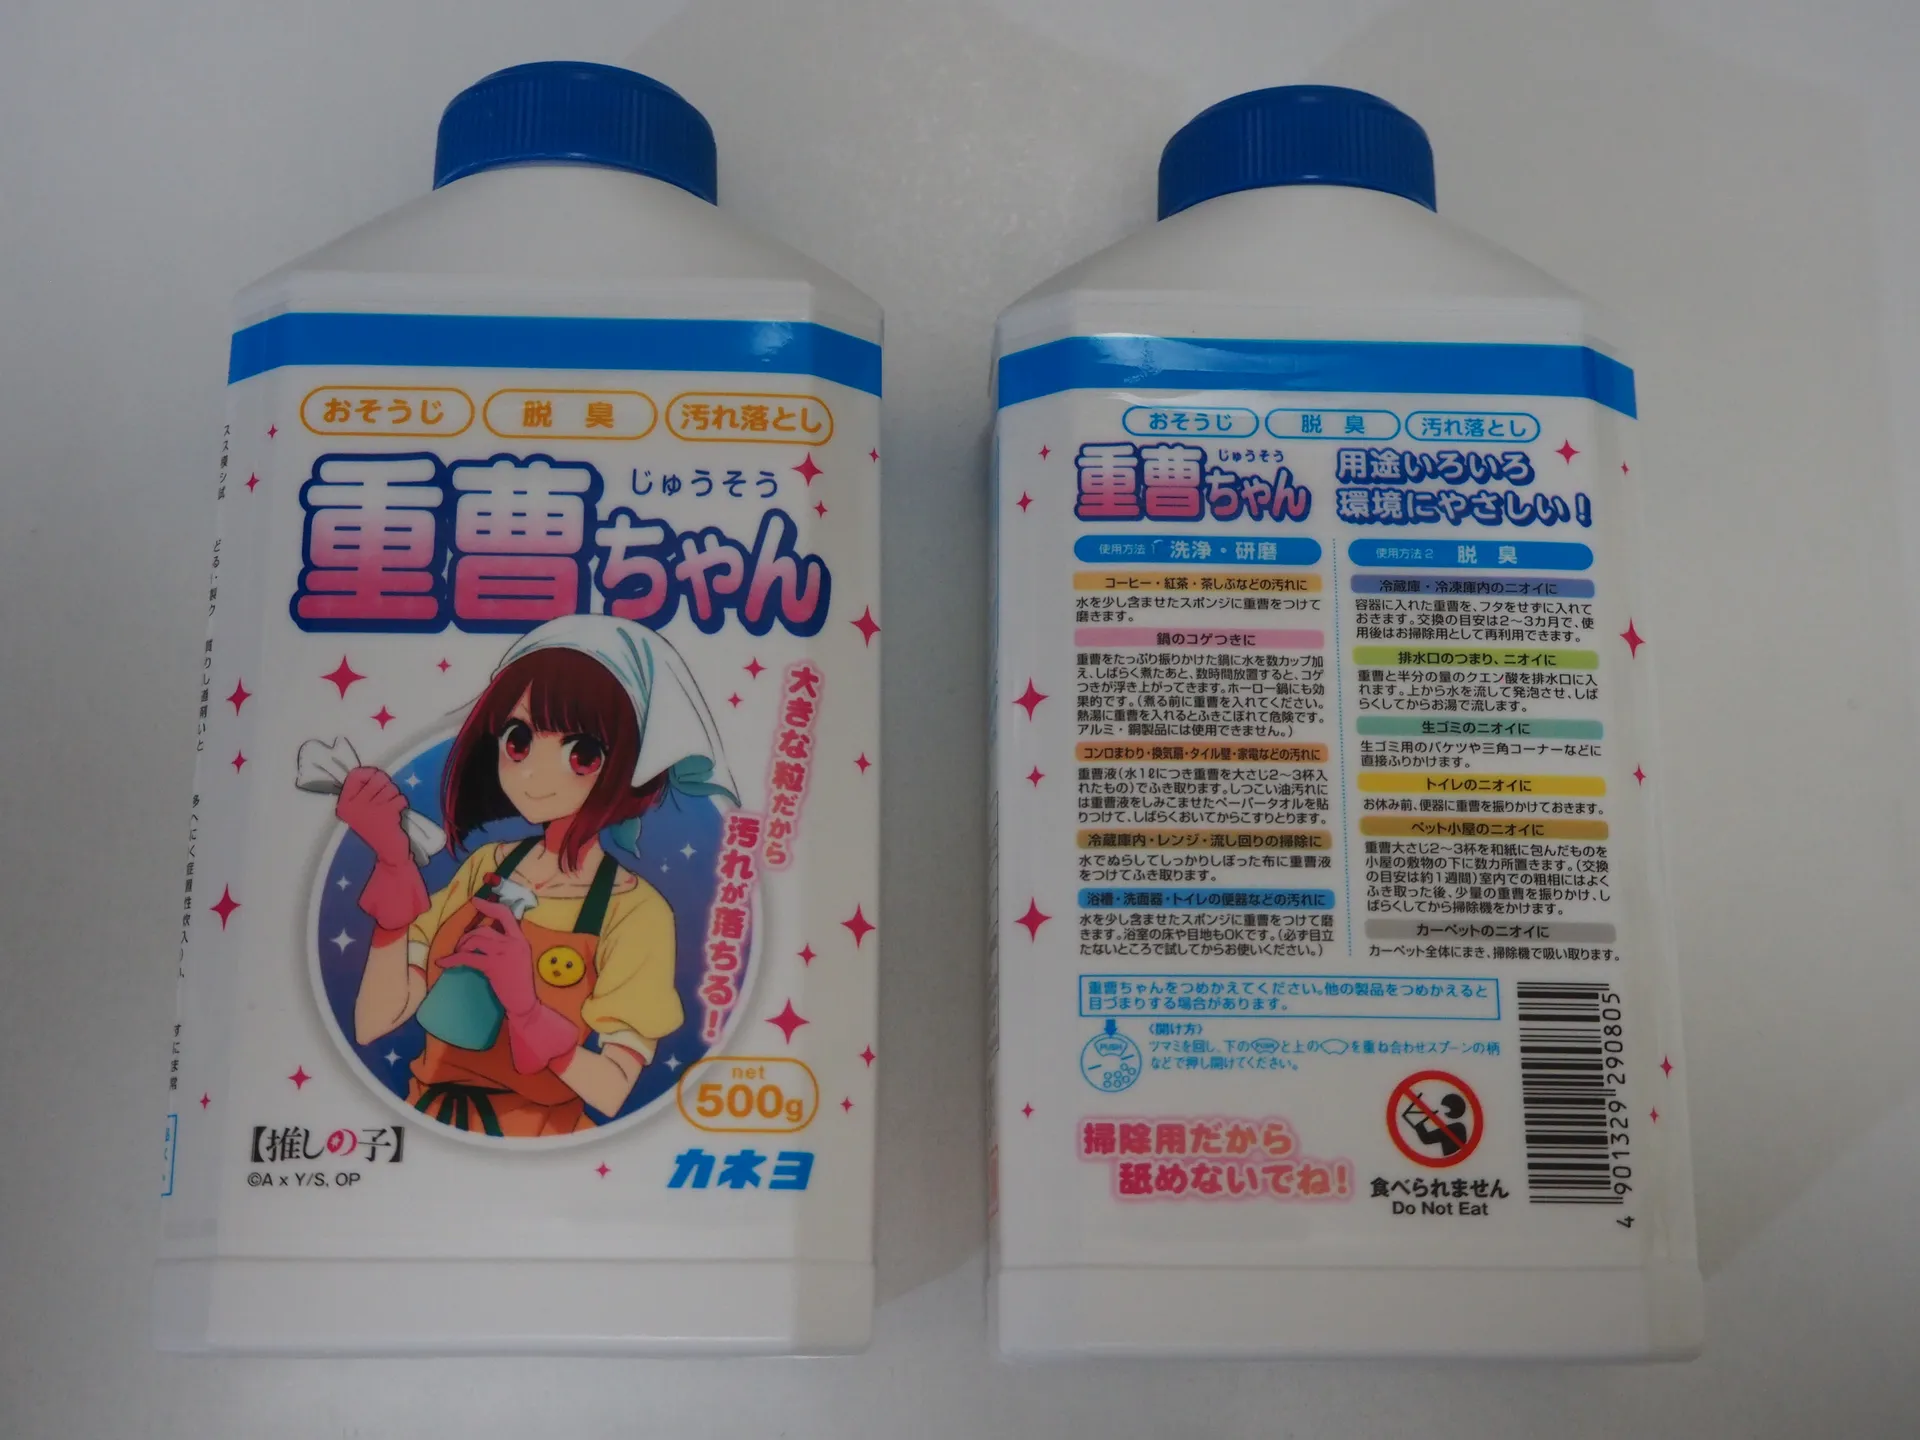 おそうじ
脱臭
汚れ落とし
じゅうそう
重曹ちゃん
大きな粒だから
汚れが落ちる!
net
500g
【推しの子】
©A x Y/S, OP
カネヨ
おそうじ
脱臭
汚れ落とし
じゅうそう
重曹ちゃん
用途いろいろ
環境にやさしい!
使用方法1 洗浄・研磨
コーヒー・紅茶・茶しぶなどの汚れに
水を少し含ませたスポンジに重曹をつけて
磨きます。
鍋のコゲつきに
重曹をたっぷり振りかけた鍋に水を数カップ加
え、しばらく煮たあと、数時間放置すると、コゲ
つきが浮き上がってきます。ホーロー鍋にも効
果的です。(煮る前に重曹を入れてください。
熱湯に重曹を入れるとふきこぼれて危険です。
アルミ・銅製品には使用できません。)
コンロまわり・換気扇・タイル壁・家電などの汚れに
重曹液(水1ℓにつき重曹を大さじ2〜3杯入
れたもの)でふき取ります。しつこい油汚れに
は重曹液をしみこませたペーパータオルを貼
りつけて、しばらくおいてからこすりとります。
冷蔵庫内・レンジ・流し回りの掃除に
水でぬらしてしっかりしぼった布に重曹液
をつけてふき取ります。
浴槽・洗面器・トイレの便器などの汚れに
水を少し含ませたスポンジに重曹をつけて磨
きます。浴室の床や目地もOKです。(必ず目立
たないところで試してからお使いください。)
使用方法2 脱臭
冷蔵庫・冷凍庫内のニオイに
容器に入れた重曹を、フタをせずに入れて
おきます。交換の目安は2〜3カ月で、使
用後はお掃除用として再利用できます。
排水口のつまり、ニオイに
重曹と半分の量のクエン酸を排水口に入
れます。上から水を流して発泡させ、しば
らくしてからお湯で流します。
生ゴミのニオイに
生ゴミ用のバケツや三角コーナーなどに
直接ふりかけます。
トイレのニオイに
お休み前、便器に重曹を振りかけておきます。
ペット小屋のニオイに
重曹大さじ2〜3杯を和紙に包んだものを
小屋の敷物の下に数カ所置きます。(交換
の目安は約1週間)室内での粗相にはよく
ふき取った後、少量の重曹を振りかけ、し
ばらくしてから掃除機をかけます。
カーペットのニオイに
カーペット全体にまき、掃除機で吸い取ります。
重曹ちゃんをつめかえてください。他の製品をつめかえると
目づまりする場合があります。
〈開け方〉
ツマミを回し、下のPUSHと上の を重ね合わせスプーンの柄
などで押し開けてください。
PUSH
掃除用だから
舐めないでね!
食べられません
Do Not Eat
4 901329 290805